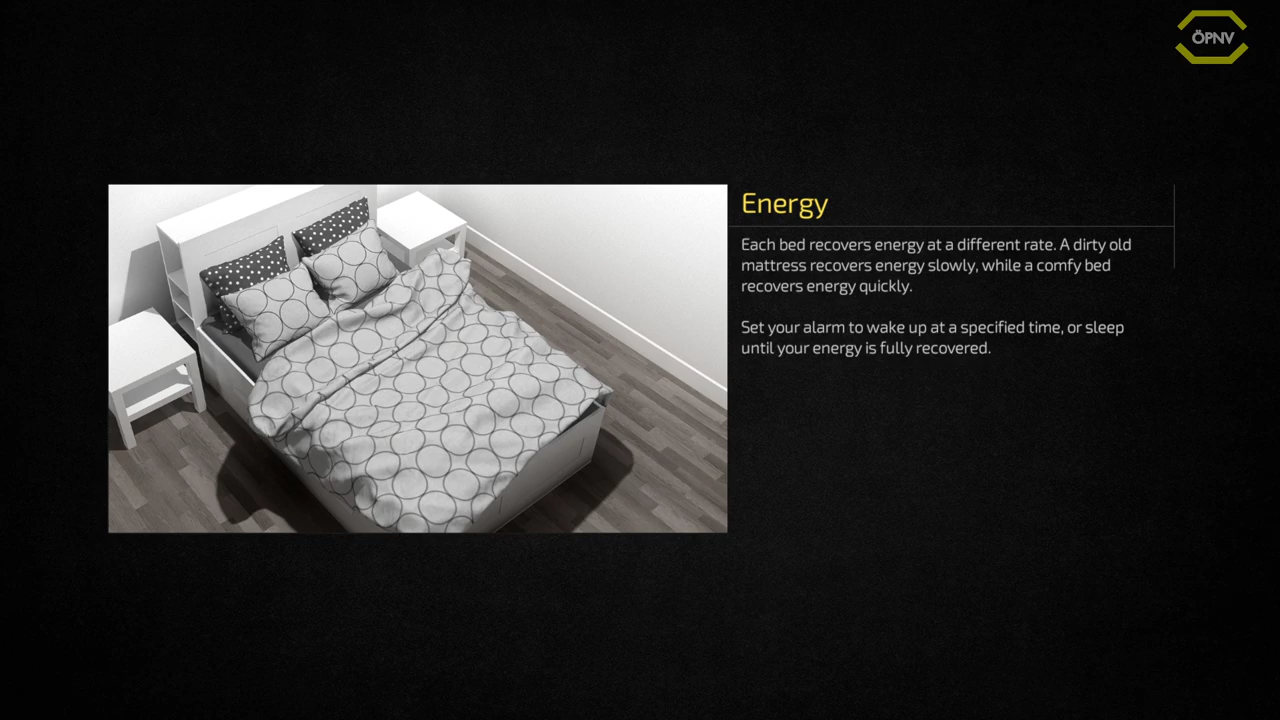 ÖPNV
Energy
Each bed recovers energy at a different rate. A dirty old
mattress recovers energy slowly, while a comfy bed
recovers energy quickly.
Set your alarm to wake up at a specified time, or sleep
until your energy is fully recovered.